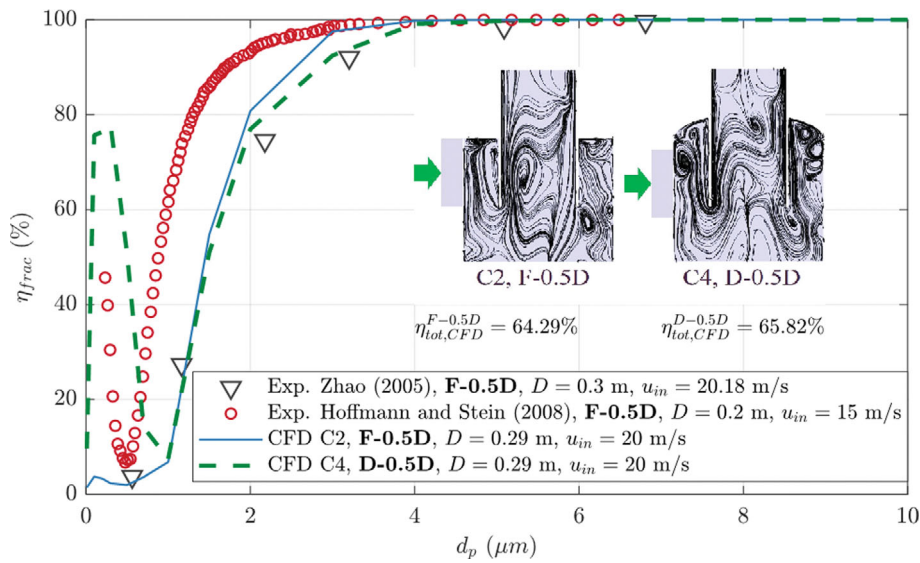 100
80
60
40
20
0
η_frac (%)
C2, F-0.5D
C4, D-0.5D
η^{F−0.5D}_{tot,CFD} = 64.29%
η^{D−0.5D}_{tot,CFD} = 65.82%
Exp. Zhao (2005), F-0.5D, D = 0.3 m, u_in = 20.18 m/s
Exp. Hoffmann and Stein (2008), F-0.5D, D = 0.2 m, u_in = 15 m/s
CFD C2, F-0.5D, D = 0.29 m, u_in = 20 m/s
CFD C4, D-0.5D, D = 0.29 m, u_in = 20 m/s
0 2 4 6 8 10
d_p (μm)